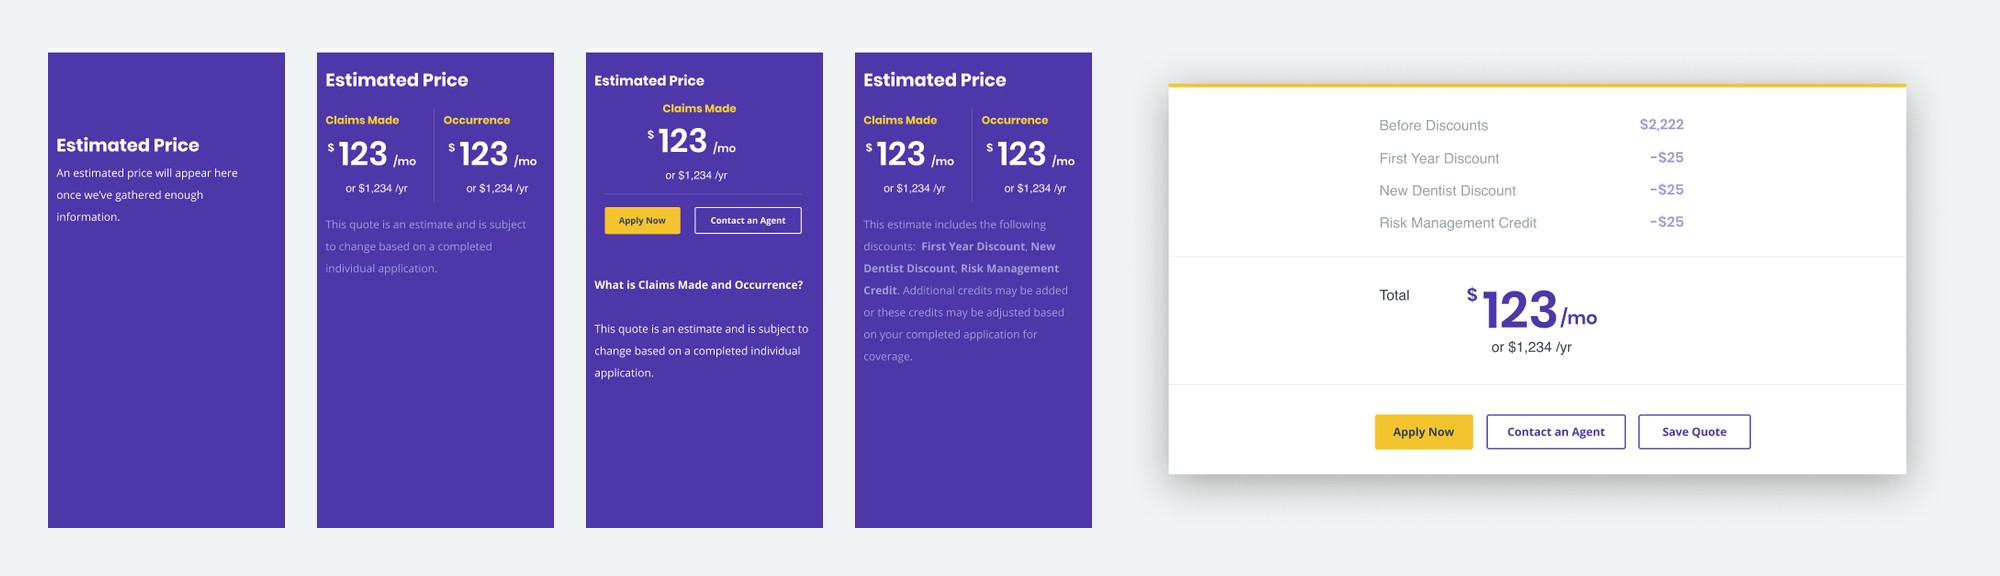 Estimated Price
An estimated price will appear here
once we've gathered enough
information.
Estimated Price
Claims Made
$ 123 /mo
or $1,234 /yr
Occurrence
$ 123 /mo
or $1,234 /yr
This quote is an estimate and is subject
to change based on a completed
individual application.
Estimated Price
Claims Made
$ 123 /mo
or $1,234 /yr
Apply Now
Contact an Agent
What is Claims Made and Occurrence?
This quote is an estimate and is subject to
change based on a completed individual
application.
Estimated Price
Claims Made
$ 123 /mo
or $1,234 /yr
Occurrence
$ 123 /mo
or $1,234 /yr
This estimate includes the following
discounts: First Year Discount, New
Dentist Discount, Risk Management
Credit. Additional credits may be added
or these credits may be adjusted based
on your completed application for
coverage.
Before Discounts $2,222
First Year Discount -$25
New Dentist Discount -$25
Risk Management Credit -$25
Total $ 123 /mo
or $1,234 /yr
Apply Now
Contact an Agent
Save Quote